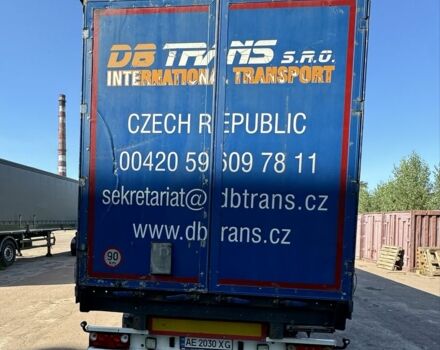 DB TRANS S.R.O.
INTERNATIONAL TRANSPORT
CZECH REPUBLIC
00420 59 609 78 11
sekretariat@dbtrans.cz
www.dbtrans.cz
90
AE 2030 XG